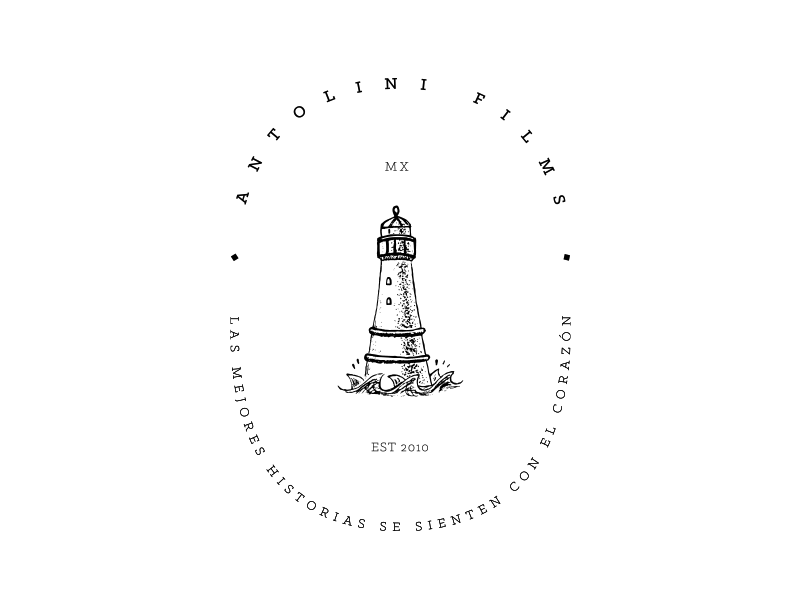 ANTOLINI FILMS
MX
EST 2010
LAS MEJORES HISTORIAS SE SIENTEN CON EL CORAZÓN